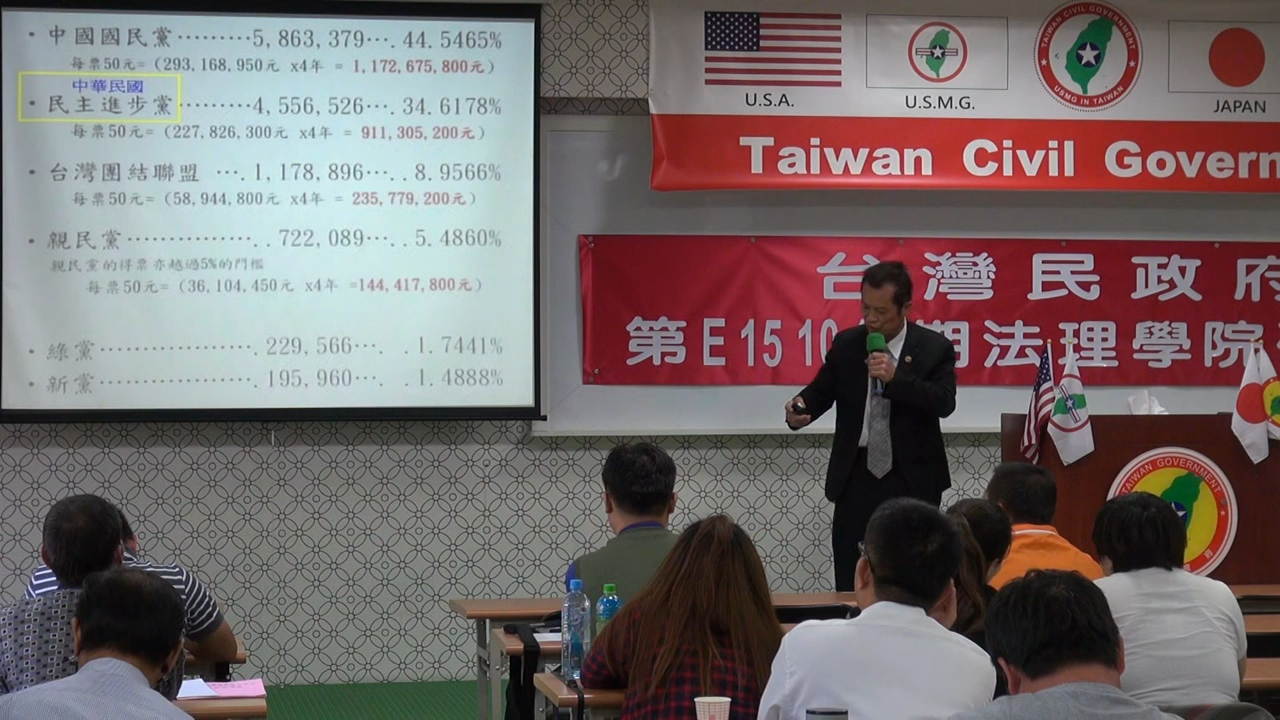 • 中國國民黨·········5,863,379···.44.5465%
每票50元= (293,168,950元 x4年 = 1,172,675,800元)
中華民國
• 民主進步黨·········4,556,526···.34.6178%
每票50元= (227,826,300元 x4年 = 911,305,200元)
• 台灣團結聯盟 ···.1,178,896···..8.9566%
每票50元= (58,944,800元 x4年 = 235,779,200元)
• 親民黨···············..722,089···..5.4860%
親民黨的得票亦越過5%的門檻
每票50元= (36,104,450元 x4年 =144,417,800元)
• 綠黨··················.229,566···. .1.7441%
• 新黨··················.195,960···. .1.4888%
U.S.A.
U.S.M.G.
TAIWAN CIVIL GOVERNMENT
USMG IN TAIWAN
JAPAN
Taiwan Civil Govern
台灣民政府
第E1510
期法理學院
TAIWAN GOVERNMENT